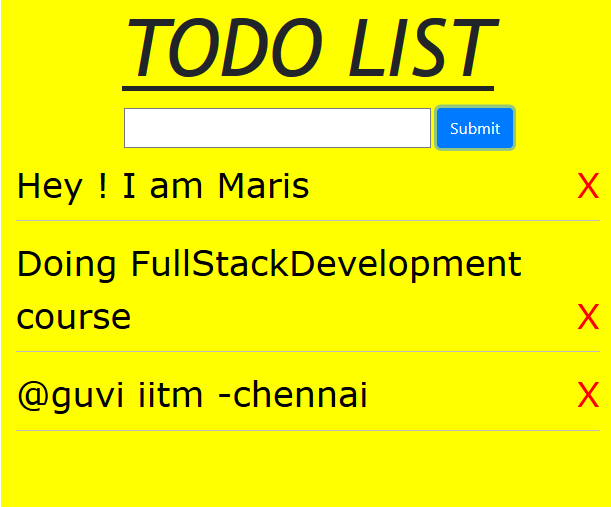 TODO LIST
Submit
Hey ! I am Maris X
Doing FullStackDevelopment
course X
@guvi iitm -chennai X